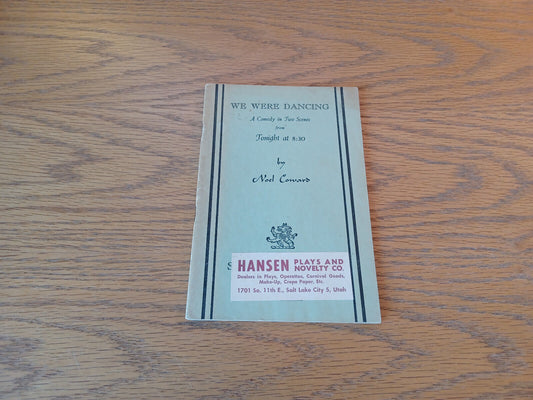 WE WERE DANCING
A Comedy in Two Scenes
from
Tonight at 8:30
by
Noel Coward
S
HANSEN PLAYS AND NOVELTY CO.
Dealers in Plays, Operettas, Carnival Goods,
Make-Up, Crepe Paper, Etc.
1701 So. 11th E., Salt Lake City 5, Utah